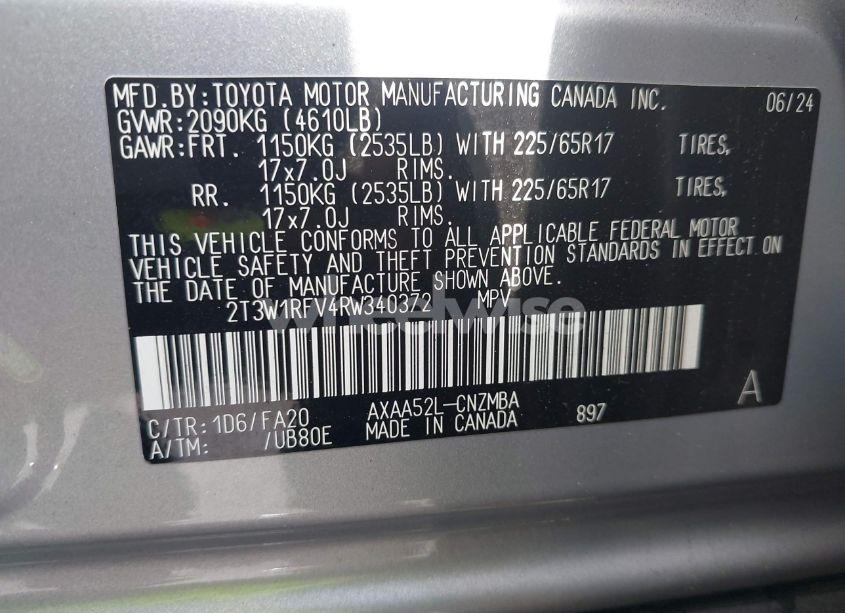 MFD.BY:TOYOTA MOTOR MANUFACTURING CANADA INC. 06/24
GVWR:2090KG (4610LB)
GAWR:FRT. 1150KG (2535LB) WITH 225/65R17 TIRES,
17x7.0J RIMS.
RR. 1150KG (2535LB) WITH 225/65R17 TIRES,
17x7.0J RIMS.
THIS VEHICLE CONFORMS TO ALL APPLICABLE FEDERAL MOTOR
VEHICLE SAFETY AND THEFT PREVENTION STANDARDS IN EFFECT ON
THE DATE OF MANUFACTURE SHOWN ABOVE.
2T3W1RFV4RW340372 MPV
wheelwise
C/TR: 1D6/FA20 AXAA52L-CNZMBA 897 A
A/TM: /UB80E MADE IN CANADA